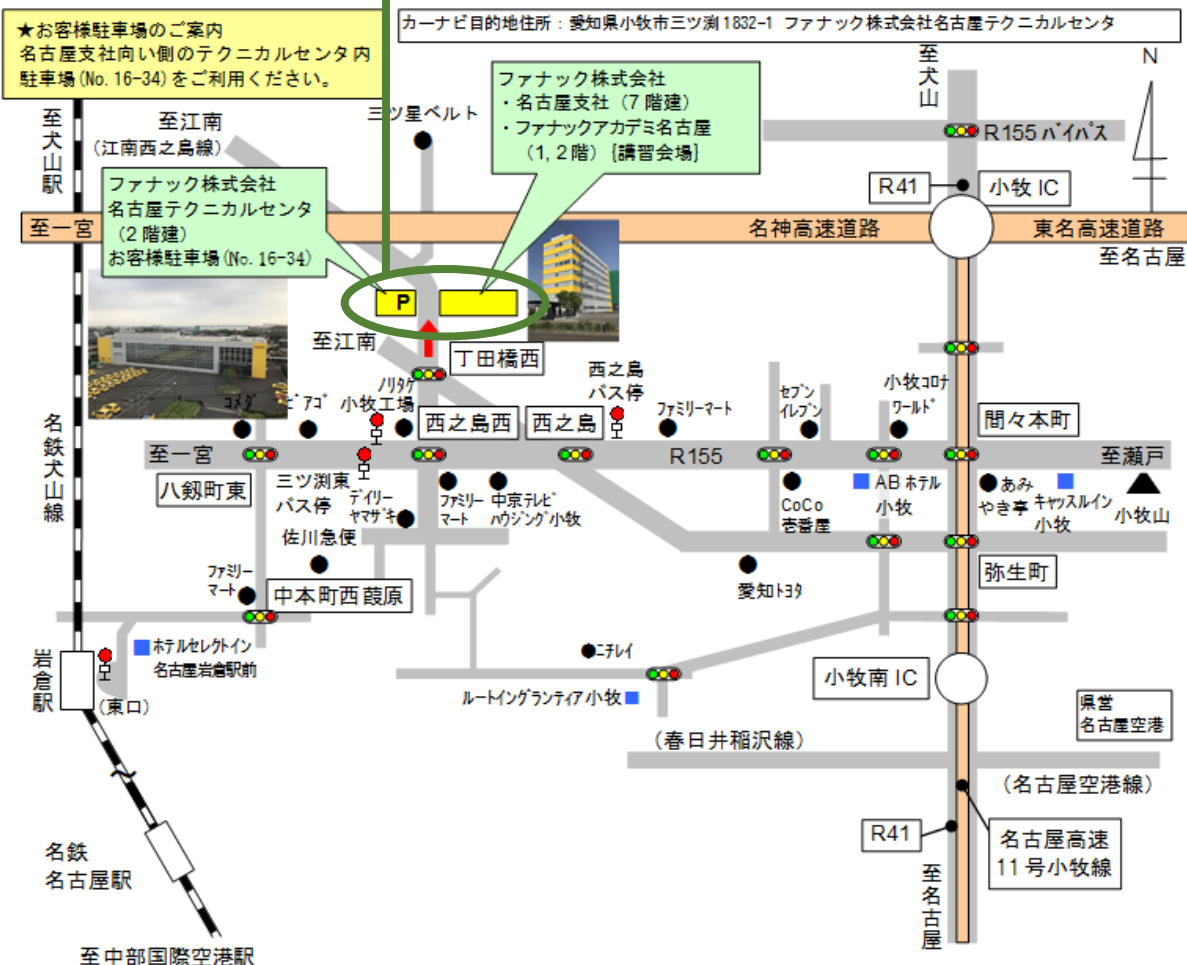 ★お客様駐車場のご案内
名古屋支社向い側のテクニカルセンタ内
駐車場(No.16-34)をご利用ください。
カーナビ目的地住所：愛知県小牧市三ツ渕1832-1 ファナック株式会社名古屋テクニカルセンタ
至犬山
N
ファナック株式会社
・名古屋支社（7階建）
・ファナックアカデミ名古屋
（1,2階）{講習会場}
至犬山駅
至江南
（江南西之島線）
三ツ星ベルト
R155 バイパス
ファナック株式会社
名古屋テクニカルセンタ
（2階建）
お客様駐車場(No.16-34)
R41
小牧 IC
至一宮
名神高速道路
東名高速道路
至名古屋
P
至江南
丁田橋西
西之島
バス停
コメダ
ピアゴ
ノリタケ
小牧工場
西之島西
西之島
ファミリーマート
セブン
イレブン
小牧コロナ
ワールド
間々本町
名鉄犬山線
至一宮
R155
至瀬戸
八剱町東
三ツ渕東
バス停
デイリー
ヤマザキ
ファミリー
マート
中京テレビ
ハウジング小牧
CoCo
壱番屋
AB ホテル
小牧
あみ
やき亭
キャッスルイン
小牧
小牧山
佐川急便
ファミリー
マート
中本町西葭原
愛知トヨタ
弥生町
ホテルセレクトイン
名古屋岩倉駅前
岩倉駅
（東口）
ニチレイ
ルートイングランティア小牧
小牧南 IC
県営
名古屋空港
（春日井稲沢線）
（名古屋空港線）
R41
名古屋高速
11号小牧線
名鉄
名古屋駅
至名古屋
至中部国際空港駅